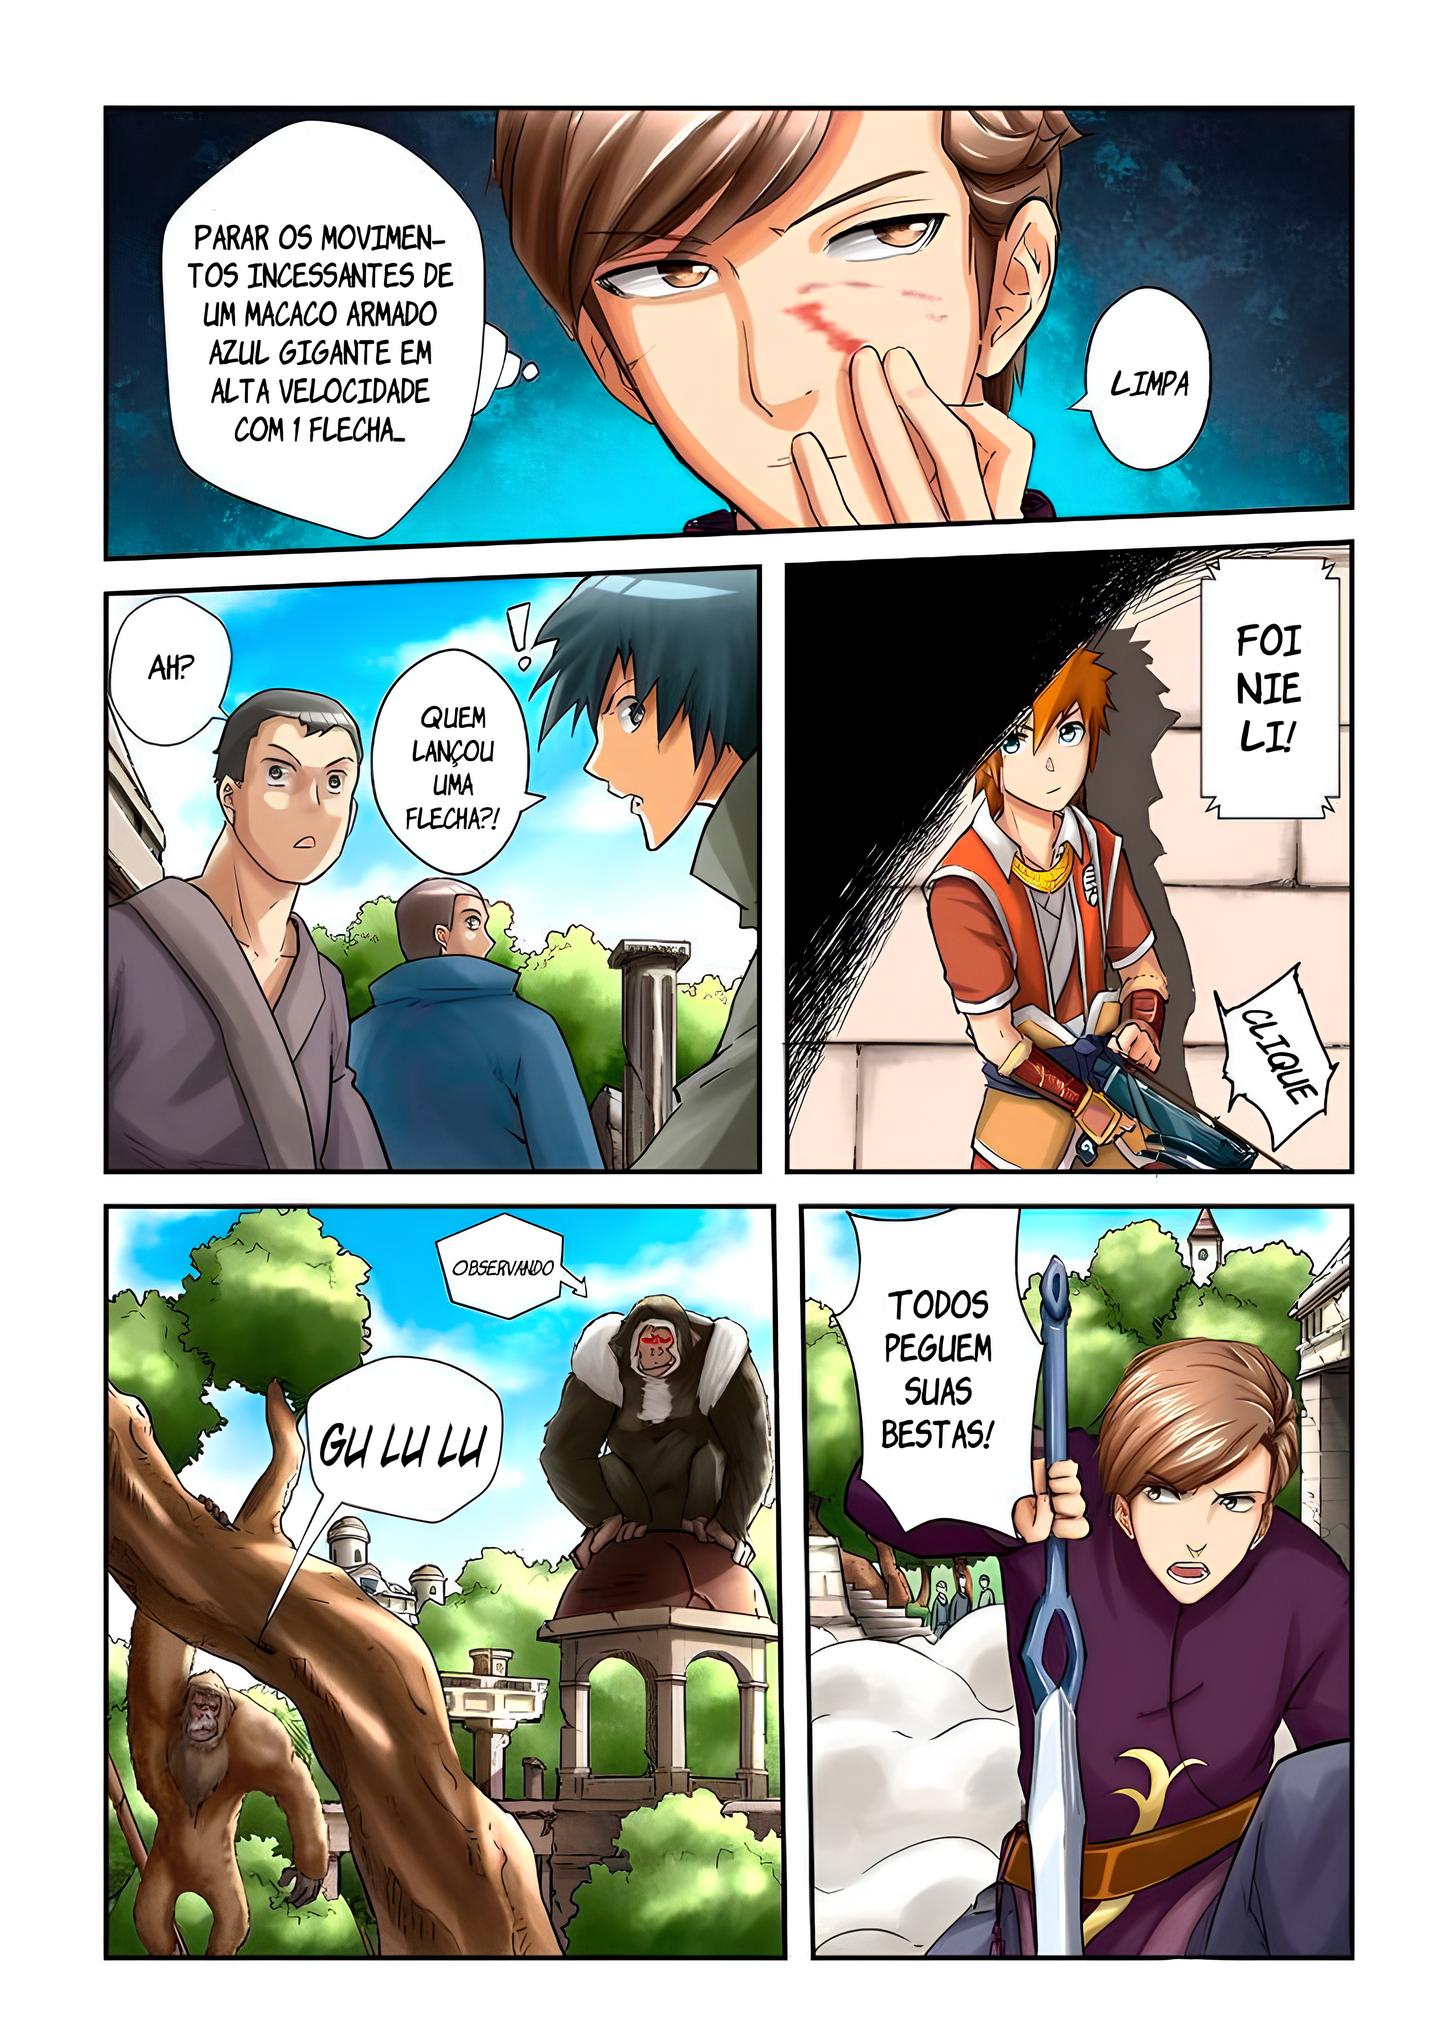 PARAR OS MOVIMEN-
TOS INCESSANTES DE
UM MACACO ARMADO
AZUL GIGANTE EM
ALTA VELOCIDADE
COM 1 FLECHA...
LIMPA
AH?
!
QUEM
LANÇOU
UMA
FLECHA?!
FOI
NIE
LI!
CLIQUE
OBSERVANDO
GU LU LU
TODOS
PEGUEM
SUAS
BESTAS!